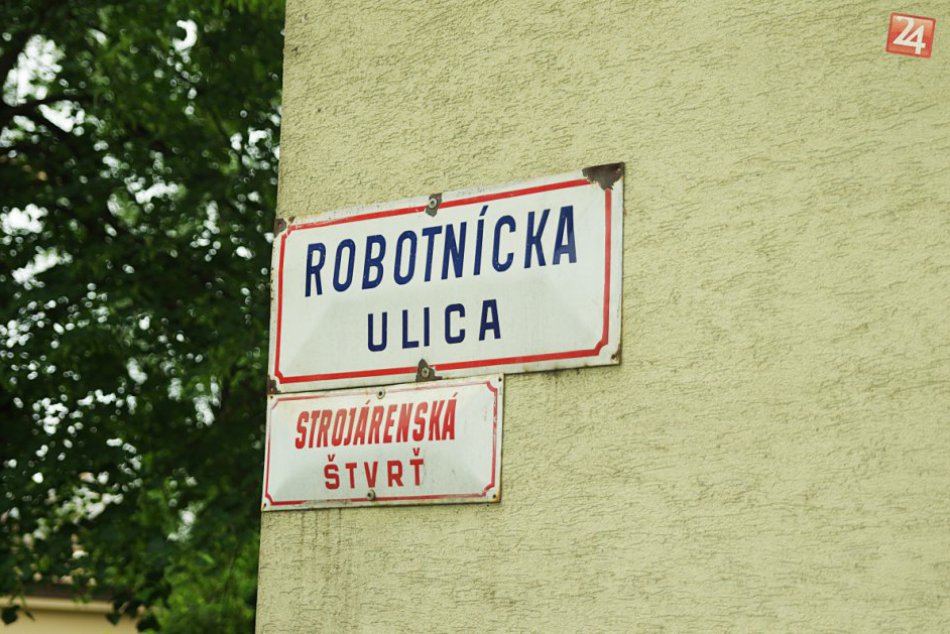 24
ROBOTNÍCKA
ULICA
STROJÁRENSKÁ
ŠTVRŤ